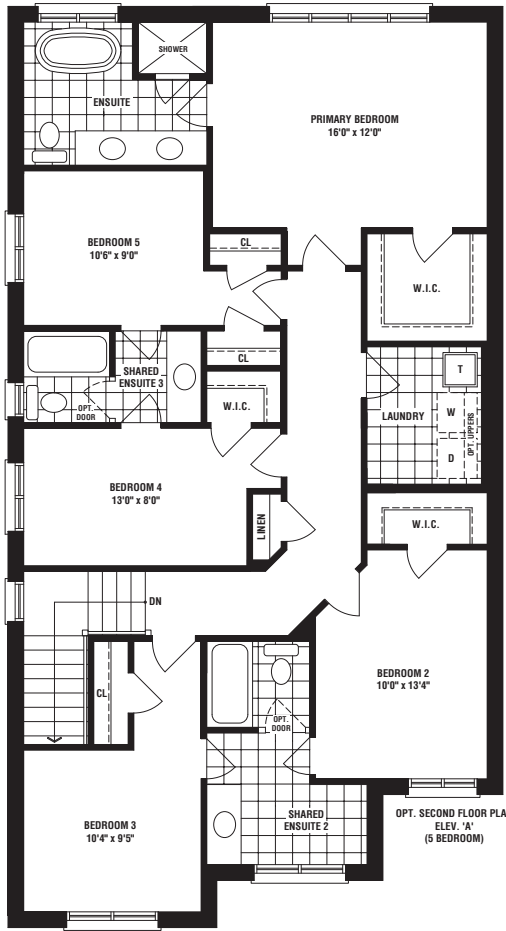 SHOWER
ENSUITE
PRIMARY BEDROOM
16'0" x 12'0"
BEDROOM 5
10'6" x 9'0"
CL
W.I.C.
SHARED
ENSUITE 3
OPT.
DOOR
CL
W.I.C.
T
LAUNDRY
W
OPT. UPPERS
D
BEDROOM 4
13'0" x 8'0"
LINEN
W.I.C.
DN
BEDROOM 2
10'0" x 13'4"
CL
OPT.
DOOR
SHARED
ENSUITE 2
BEDROOM 3
10'4" x 9'5"
OPT. SECOND FLOOR PLA
ELEV. 'A'
(5 BEDROOM)